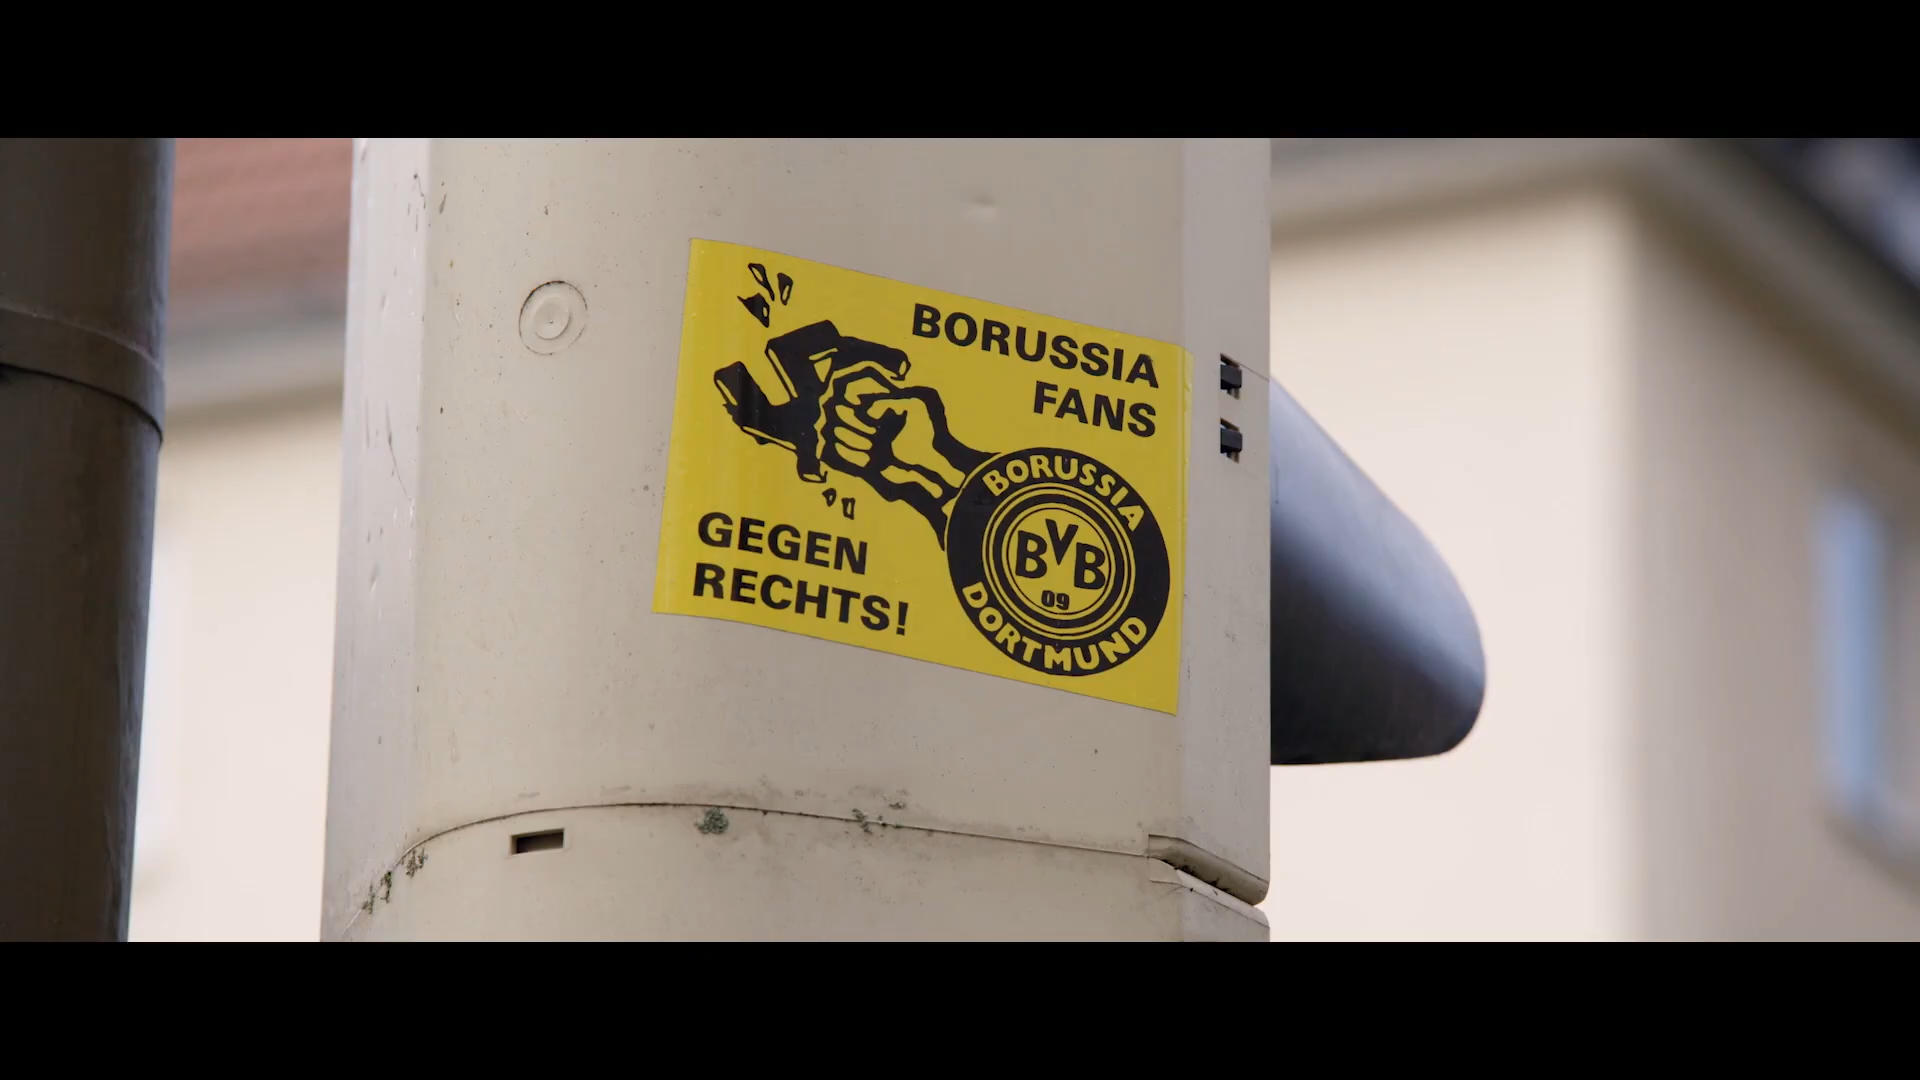 BORUSSIA
FANS
GEGEN
RECHTS!
BORUSSIA
BVB
09
DORTMUND